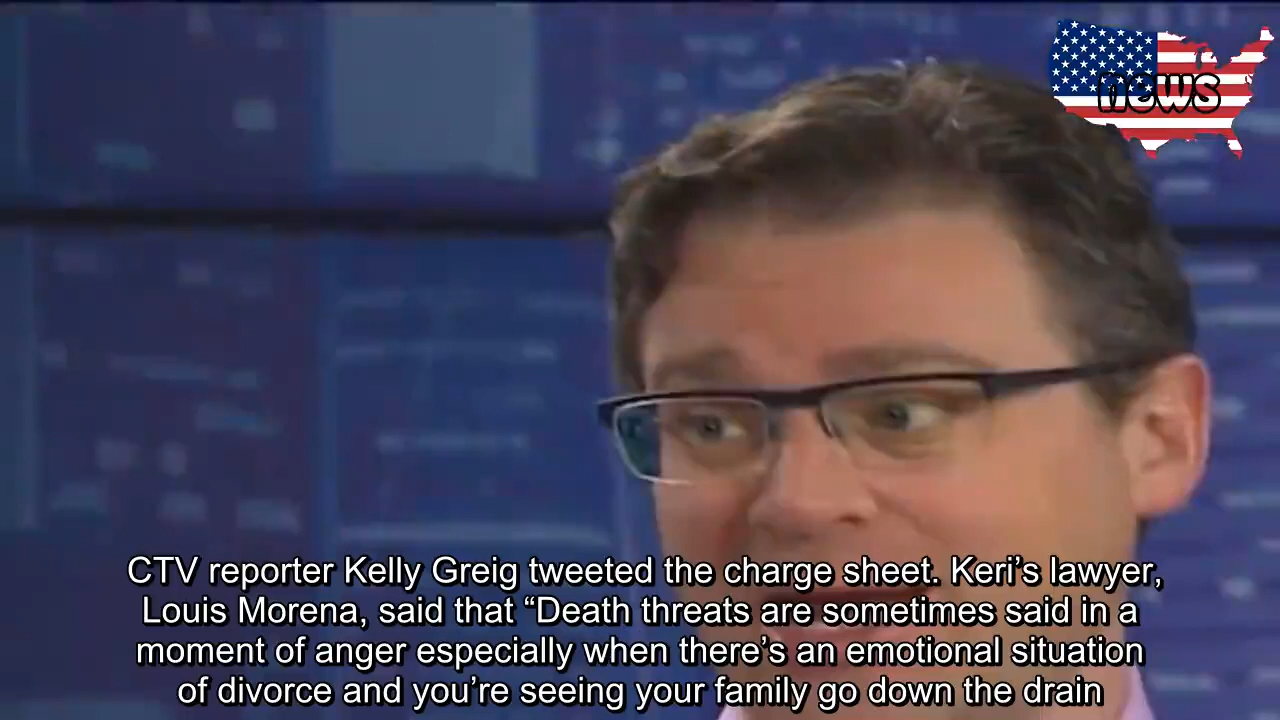 news
CTV reporter Kelly Greig tweeted the charge sheet. Keri’s lawyer,
Louis Morena, said that “Death threats are sometimes said in a
moment of anger especially when there’s an emotional situation
of divorce and you’re seeing your family go down the drain